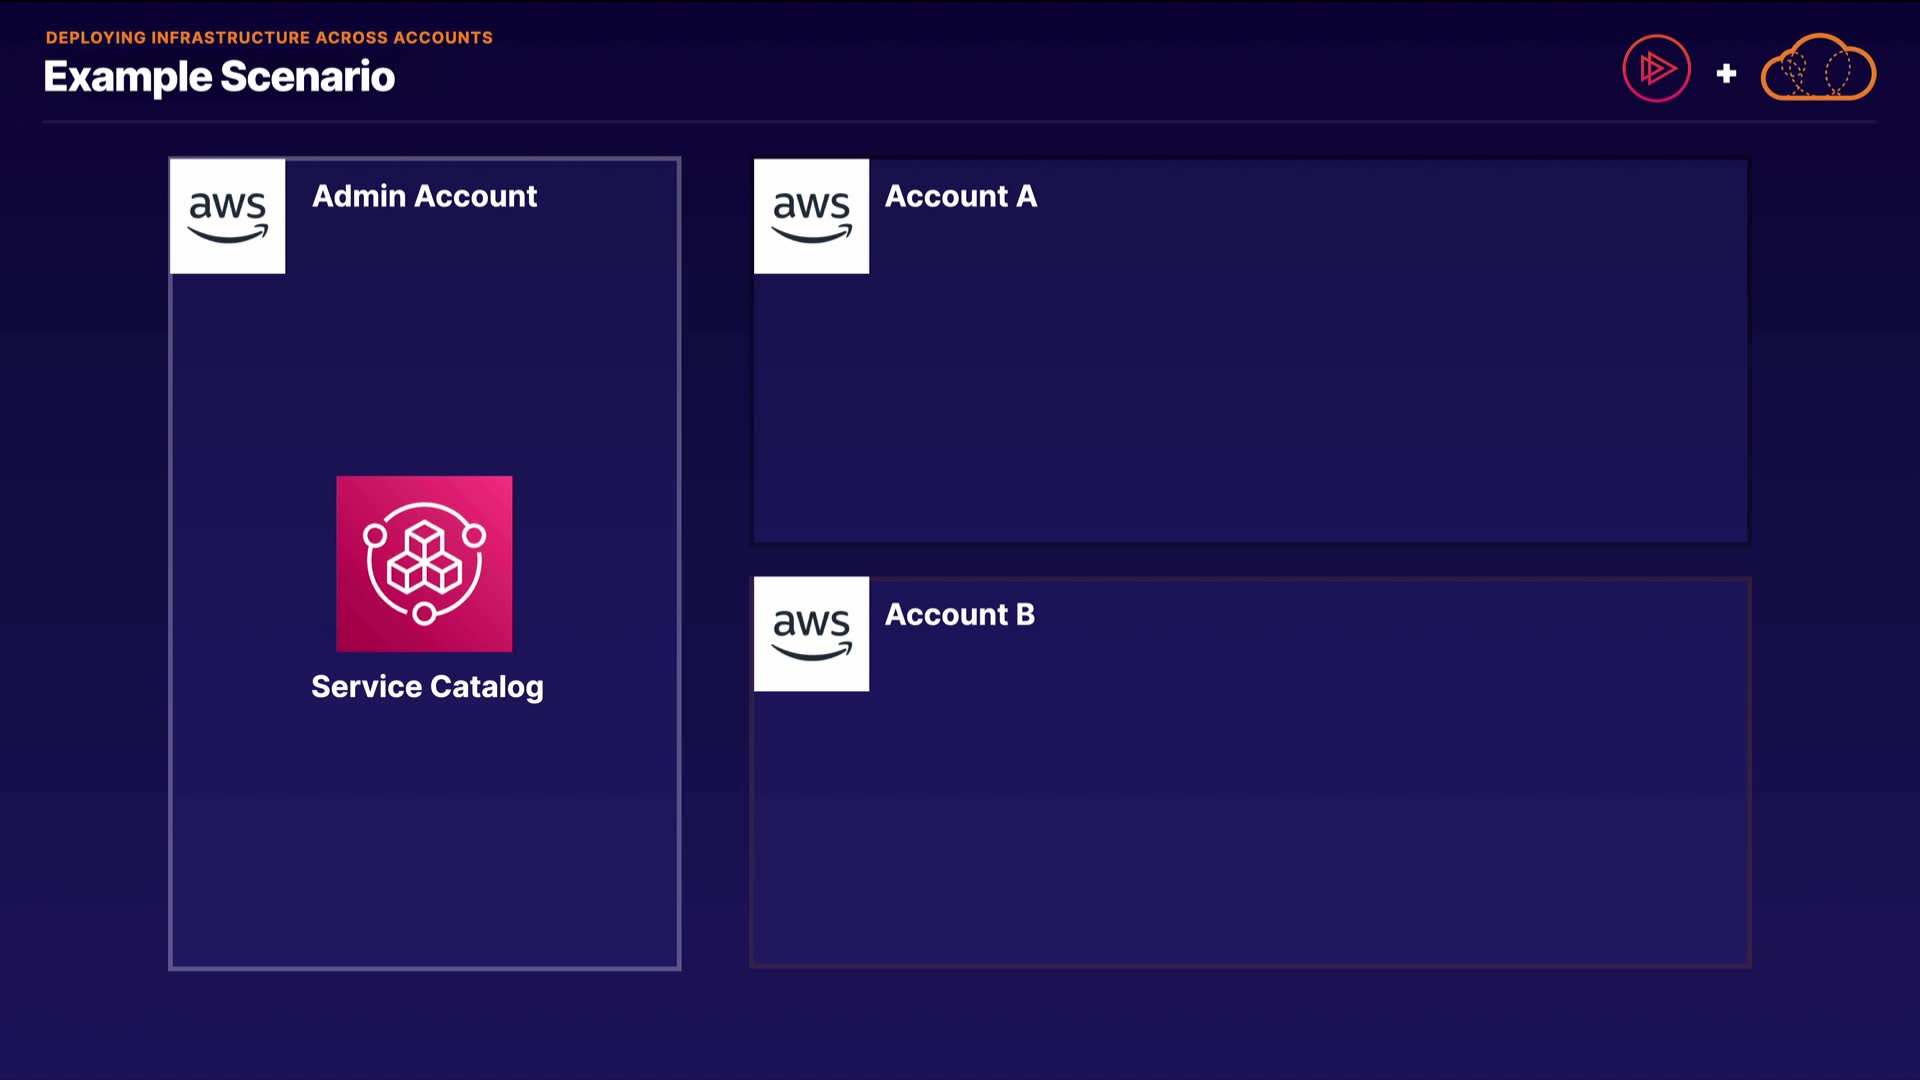 DEPLOYING INFRASTRUCTURE ACROSS ACCOUNTS
Example Scenario
+
aws
Admin Account
Service Catalog
aws
Account A
aws
Account B